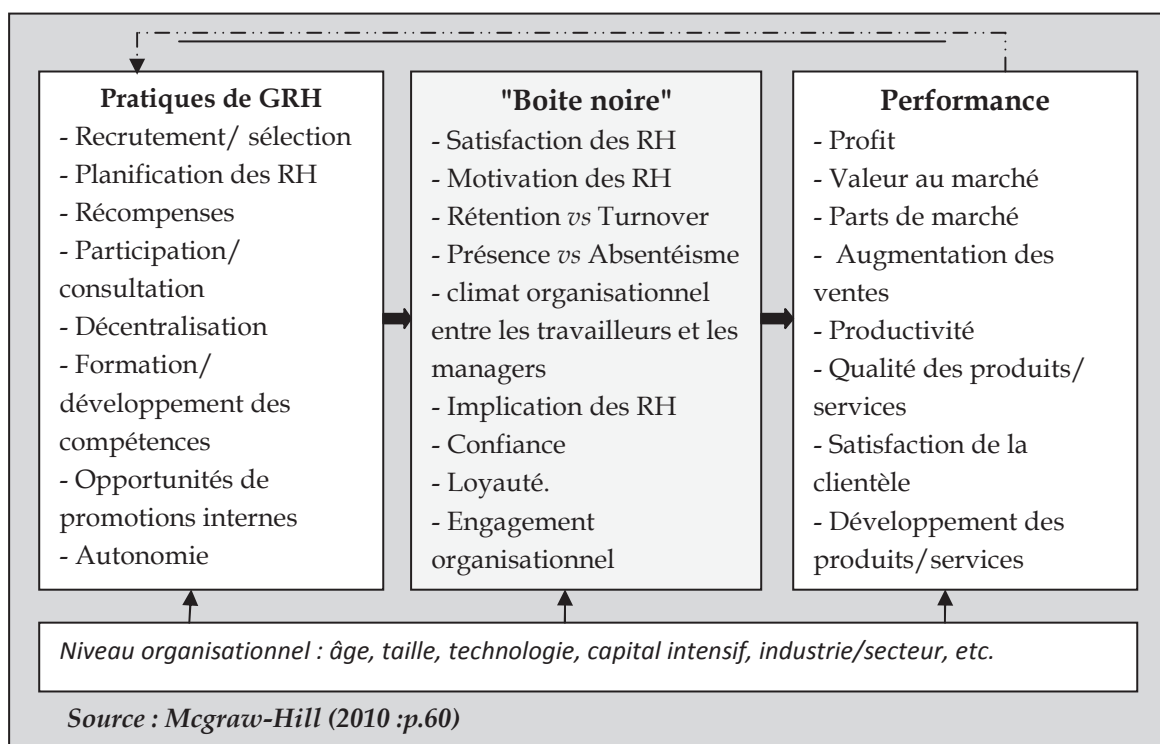 Pratiques de GRH
- Recrutement/ sélection
- Planification des RH
- Récompenses
- Participation/
consultation
- Décentralisation
- Formation/
développement des
compétences
- Opportunités de
promotions internes
- Autonomie
"Boite noire"
- Satisfaction des RH
- Motivation des RH
- Rétention vs Turnover
- Présence vs Absentéisme
- climat organisationnel
entre les travailleurs et les
managers
- Implication des RH
- Confiance
- Loyauté.
- Engagement
organisationnel
Performance
- Profit
- Valeur au marché
- Parts de marché
- Augmentation des
ventes
- Productivité
- Qualité des produits/
services
- Satisfaction de la
clientèle
- Développement des
produits/services
Niveau organisationnel : âge, taille, technologie, capital intensif, industrie/secteur, etc.
Source : Mcgraw-Hill (2010 :p.60)